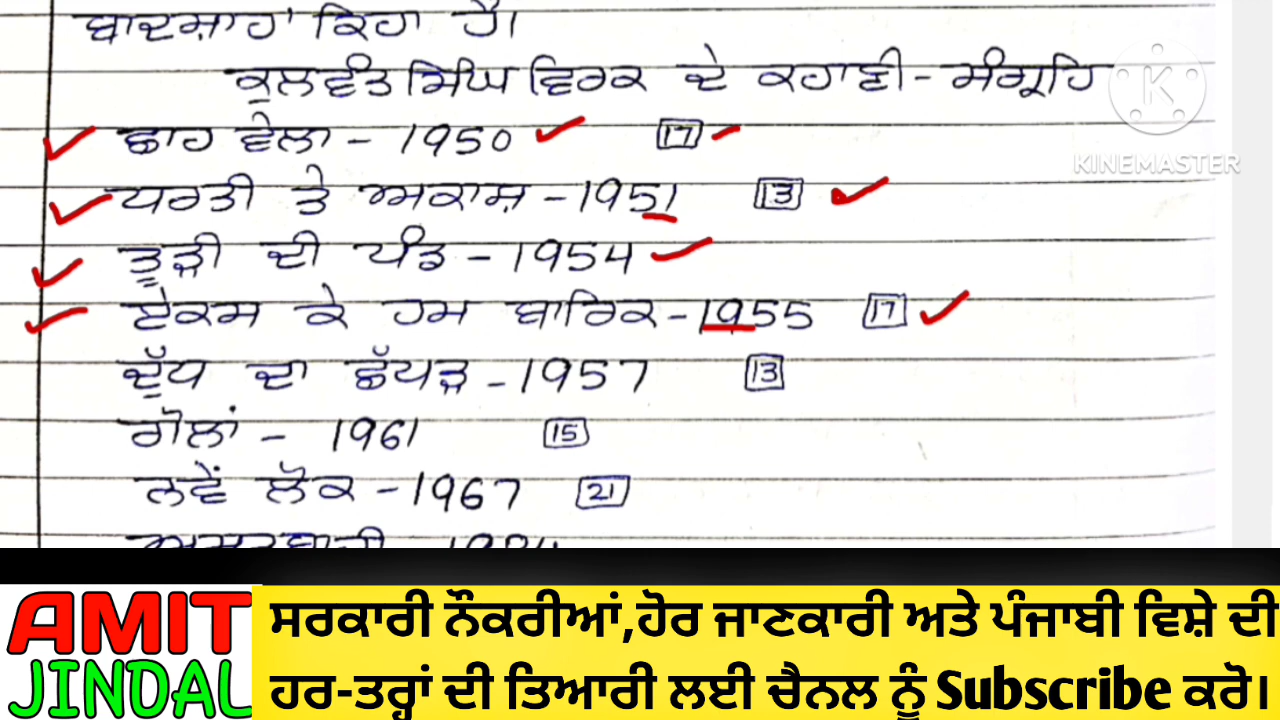 ਬਾਦਸ਼ਾਹ' ਕਿਹਾ ਹੈ।
ਕੁਲਵੰਤ ਸਿੰਘ ਵਿਰਕ ਦੇ ਕਹਾਣੀ - ਸੰਗ੍ਰਹਿ
KINEMASTER
ਛਾਹ ਵੇਲਾ - 1950 17
ਧਰਤੀ ਤੇ ਅਕਾਸ਼ - 1951 13
ਤੂੜੀ ਦੀ ਪੰਡ - 1954
ਏਕਸ ਕੇ ਹਮ ਬਾਰਿਕ - 1955 17
ਦੁੱਧ ਦਾ ਛੱਪੜ - 1957 13
ਗੋਲਾਂ - 1961 15
ਨਵੇਂ ਲੋਕ - 1967 21
AMIT
JINDAL
ਸਰਕਾਰੀ ਨੌਕਰੀਆਂ,ਹੋਰ ਜਾਣਕਾਰੀ ਅਤੇ ਪੰਜਾਬੀ ਵਿਸ਼ੇ ਦੀ
ਹਰ-ਤਰ੍ਹਾਂ ਦੀ ਤਿਆਰੀ ਲਈ ਚੈਨਲ ਨੂੰ Subscribe ਕਰੋ।